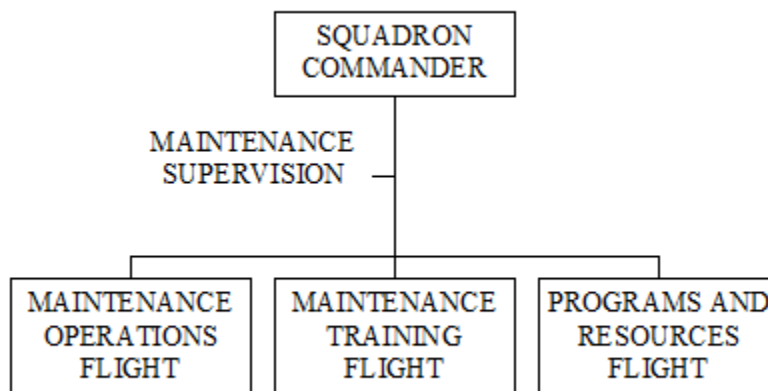 SQUADRON
COMMANDER
MAINTENANCE
SUPERVISION
MAINTENANCE
OPERATIONS
FLIGHT
MAINTENANCE
TRAINING
FLIGHT
PROGRAMS AND
RESOURCES
FLIGHT